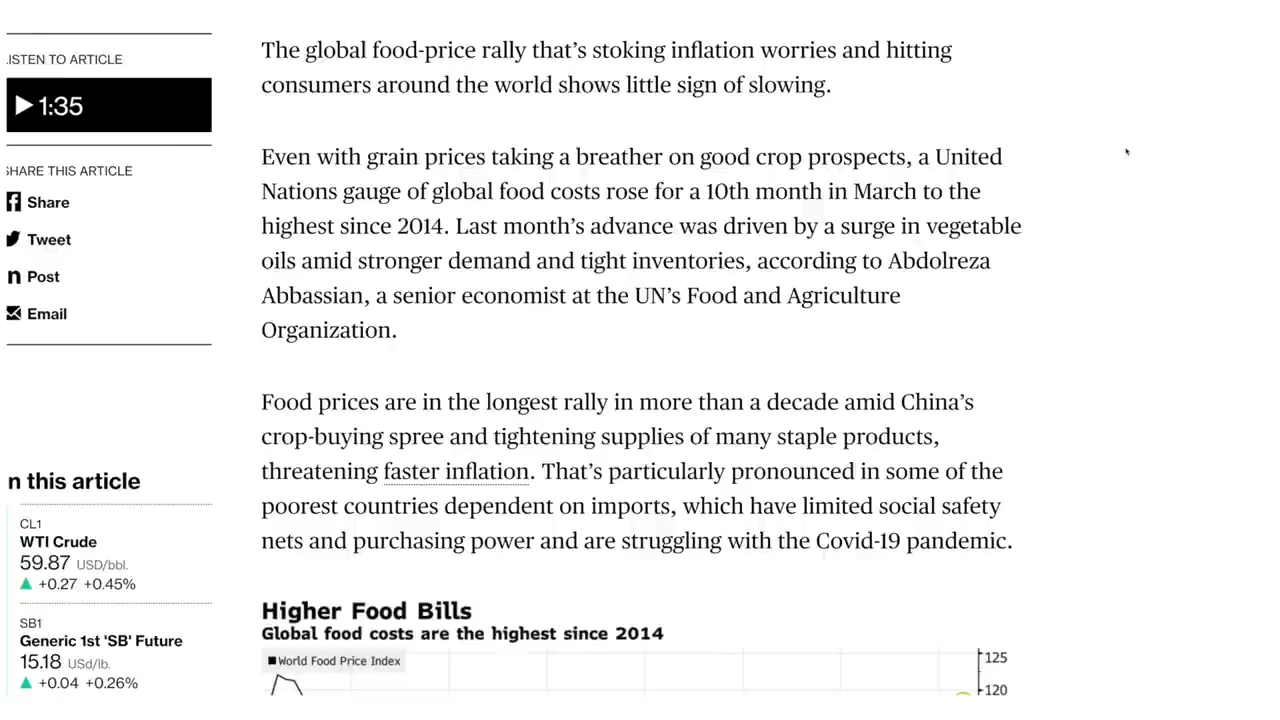 .ISTEN TO ARTICLE
1:35
SHARE THIS ARTICLE
Share
Tweet
n Post
Email
n this article
CL1
WTI Crude
59.87 USD/bbl.
+0.27 +0.45%
SB1
Generic 1st 'SB' Future
15.18 USd/lb.
+0.04 +0.26%
The global food-price rally that’s stoking inflation worries and hitting
consumers around the world shows little sign of slowing.
Even with grain prices taking a breather on good crop prospects, a United
Nations gauge of global food costs rose for a 10th month in March to the
highest since 2014. Last month’s advance was driven by a surge in vegetable
oils amid stronger demand and tight inventories, according to Abdolreza
Abbassian, a senior economist at the UN’s Food and Agriculture
Organization.
Food prices are in the longest rally in more than a decade amid China’s
crop-buying spree and tightening supplies of many staple products,
threatening faster inflation. That’s particularly pronounced in some of the
poorest countries dependent on imports, which have limited social safety
nets and purchasing power and are struggling with the Covid-19 pandemic.
Higher Food Bills
Global food costs are the highest since 2014
World Food Price Index
125
120